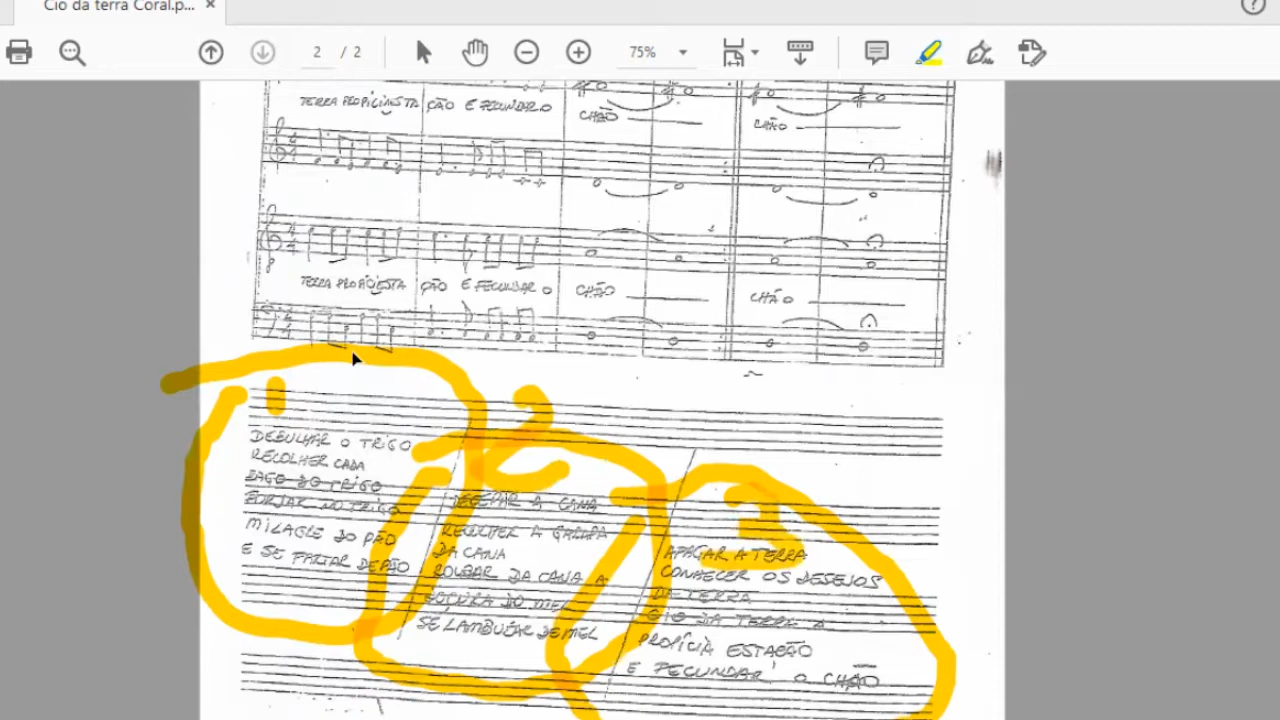 Cio da terra Coral.p...
2 / 2
75%
TERRA PROPÍCIA ESTA ÇÃO E FECUNDAR O CHÃO CHÃO
TERRA PROPÍCIA ESTA ÇÃO E FECUNDAR O CHÃO CHÃO
1
DEBULHAR O TRIGO
RECOLHER CADA
BAGO DO TRIGO
FORJAR NO TRIGO
MILAGRE DO PÃO
E SE FARTAR DE PÃO
2
DECEPAR A CANA
RECOLHER A GARAPA
DA CANA
ROUBAR DA CANA A
DOÇURA DO MEL
SE LAMBUZAR DE MEL
3
AFAGAR A TERRA
CONHECER OS DESEJOS
DA TERRA
CIO DA TERRA A
PROPÍCIA ESTAÇÃO
E FECUNDAR O CHÃO